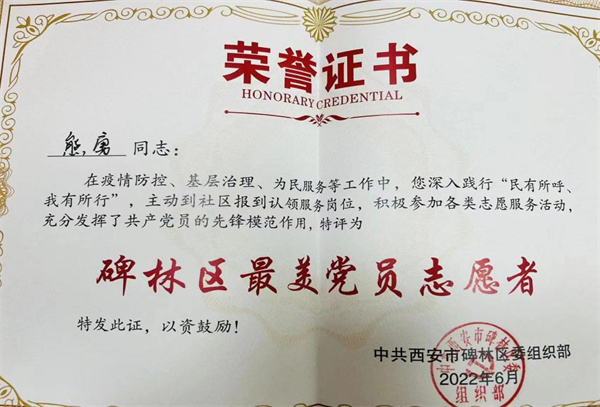 荣誉证书
HONORARY CREDENTIAL
熊勇 同志：
在疫情防控、基层治理、为民服务等工作中，您深入践行“民有所呼、
我有所行”，主动到社区报到认领服务岗位，积极参加各类志愿服务活动，
充分发挥了共产党员的先锋模范作用，特评为
碑林区最美党员志愿者
特发此证，以资鼓励！
中共西安市碑林区委组织部
2022年6月
组织部